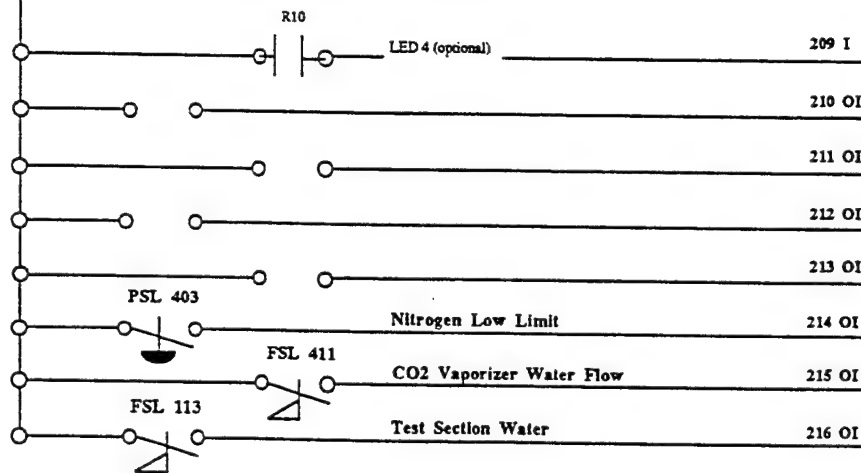 R10
LED 4 (optional) 209 I
210 OI
211 OI
212 OI
213 OI
PSL 403
Nitrogen Low Limit 214 OI
FSL 411
CO2 Vaporizer Water Flow 215 OI
FSL 113
Test Section Water 216 OI